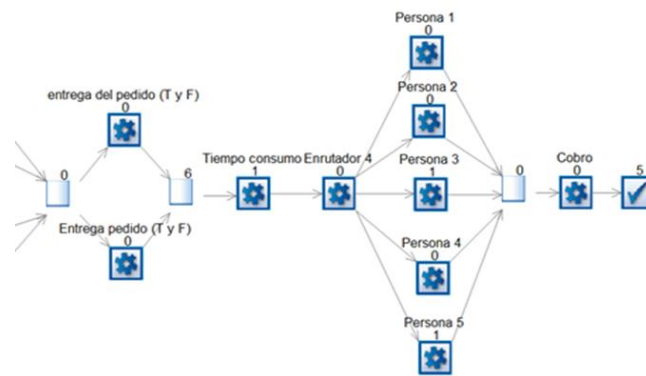 Persona 1
0
Persona 2
0
entrega del pedido (T y F)
0
0
6
Tiempo consumo
1
Enrutador 4
0
Persona 3
1
0
Cobro
0
5
Entrega pedido (T y F)
0
Persona 4
0
Persona 5
1